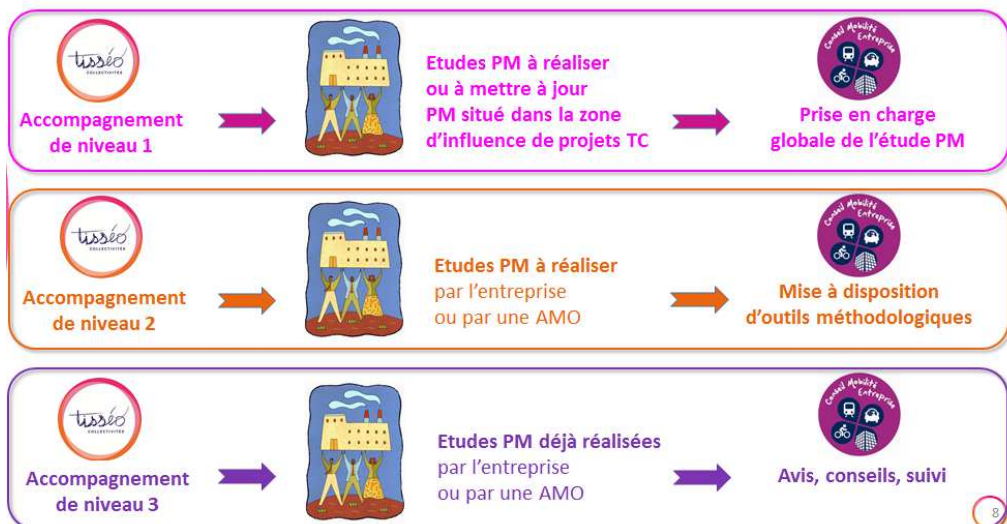 tisséo
COLLECTIVITÉS
Accompagnement
de niveau 1
Etudes PM à réaliser
ou à mettre à jour
PM situé dans la zone
d’influence de projets TC
Conseil Mobilité
Entreprise
Prise en charge
globale de l’étude PM
tisséo
COLLECTIVITÉS
Accompagnement
de niveau 2
Etudes PM à réaliser
par l’entreprise
ou par une AMO
Conseil Mobilité
Entreprise
Mise à disposition
d’outils méthodologiques
tisséo
COLLECTIVITÉS
Accompagnement
de niveau 3
Etudes PM déjà réalisées
par l’entreprise
ou par une AMO
Conseil Mobilité
Entreprise
Avis, conseils, suivi
8